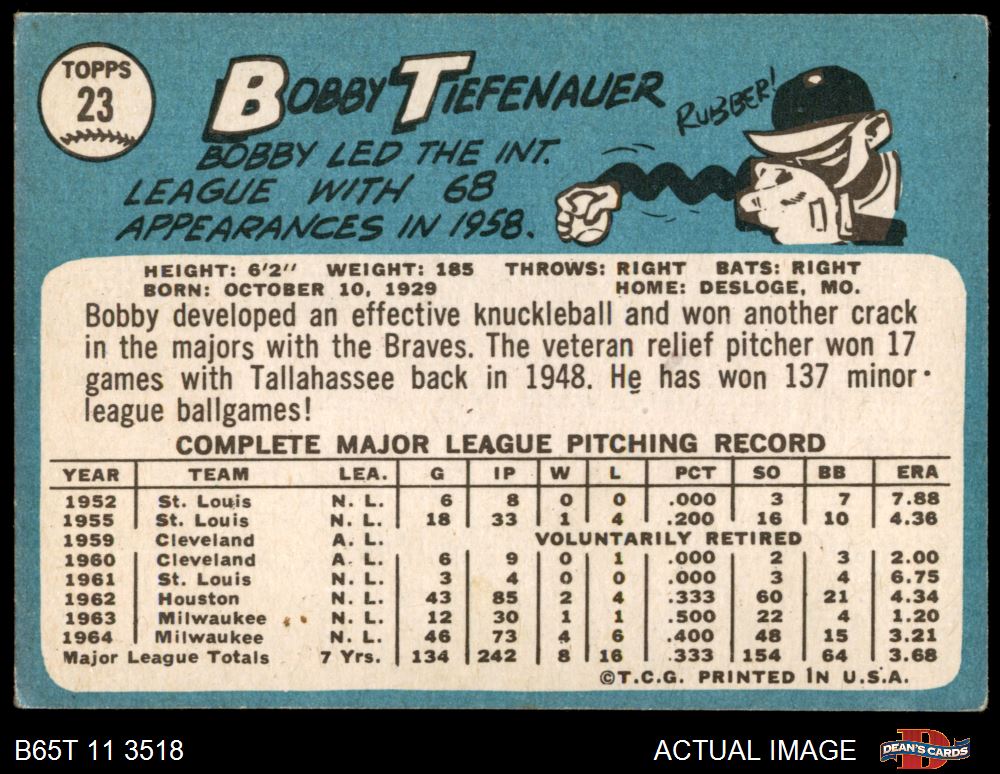 TOPPS
23
BOBBY TIEFENAUER
RUBBER!
BOBBY LED THE INT.
LEAGUE WITH 68
APPEARANCES IN 1958.
HEIGHT: 6'2" WEIGHT: 185 THROWS: RIGHT BATS: RIGHT
BORN: OCTOBER 10, 1929 HOME: DESLOGE, MO.
Bobby developed an effective knuckleball and won another crack
in the majors with the Braves. The veteran relief pitcher won 17
games with Tallahassee back in 1948. He has won 137 minor-
league ballgames!
COMPLETE MAJOR LEAGUE PITCHING RECORD
YEAR TEAM LEA. G IP W L PCT SO BB ERA
1952 St. Louis N. L. 6 8 0 0 .000 3 7 7.88
1955 St. Louis N. L. 18 33 1 4 .200 16 10 4.36
1959 Cleveland A. L. VOLUNTARILY RETIRED
1960 Cleveland A. L. 6 9 0 1 .000 2 3 2.00
1961 St. Louis N. L. 3 4 0 0 .000 3 4 6.75
1962 Houston N. L. 43 85 2 4 .333 60 21 4.34
1963 Milwaukee N. L. 12 30 1 1 .500 22 4 1.20
1964 Milwaukee N. L. 46 73 4 6 .400 48 15 3.21
Major League Totals 7 Yrs. 134 242 8 16 .333 154 64 3.68
©T.C.G. PRINTED IN U.S.A.
B65T 11 3518 ACTUAL IMAGE DEAN'S CARDS